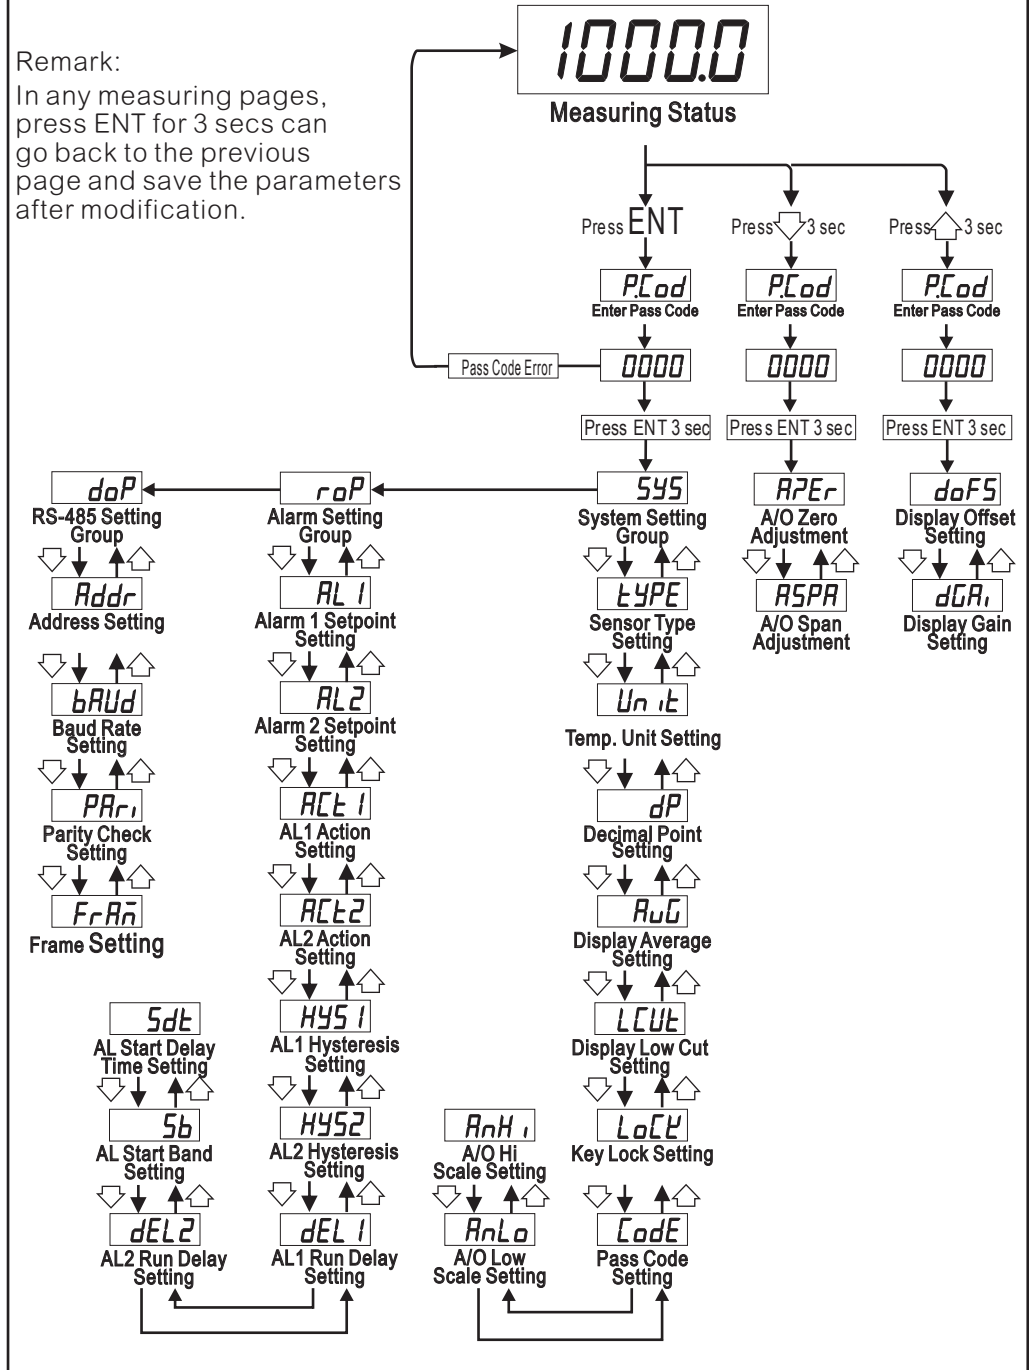 1000.0
Measuring Status
Remark:
In any measuring pages,
press ENT for 3 secs can
go back to the previous
page and save the parameters
after modification.
Press ENT
Press 3 sec
Press 3 sec
P.Cod
Enter Pass Code
P.Cod
Enter Pass Code
P.Cod
Enter Pass Code
Pass Code Error
0000
0000
0000
Press ENT 3 sec
Press ENT 3 sec
Press ENT 3 sec
doP
RS-485 Setting
Group
Addr
Address Setting
bAUd
Baud Rate
Setting
PAri
Parity Check
Setting
FrAm
Frame Setting
roP
Alarm Setting
Group
AL1
Alarm 1 Setpoint
Setting
AL2
Alarm 2 Setpoint
Setting
ACt1
AL1 Action
Setting
ACt2
AL2 Action
Setting
HYS1
AL1 Hysteresis
Setting
HYS2
AL2 Hysteresis
Setting
dEL1
AL1 Run Delay
Setting
Sdt
AL Start Delay
Time Setting
Sb
AL Start Band
Setting
dEL2
AL2 Run Delay
Setting
SYS
System Setting
Group
tYPE
Sensor Type
Setting
Unit
Temp. Unit Setting
dP
Decimal Point
Setting
AvG
Display Average
Setting
LCUt
Display Low Cut
Setting
LoCK
Key Lock Setting
CodE
Pass Code
Setting
AnHi
A/O Hi
Scale Setting
AnLo
A/O Low
Scale Setting
AZEr
A/O Zero
Adjustment
ASPA
A/O Span
Adjustment
doFS
Display Offset
Setting
dGAi
Display Gain
Setting